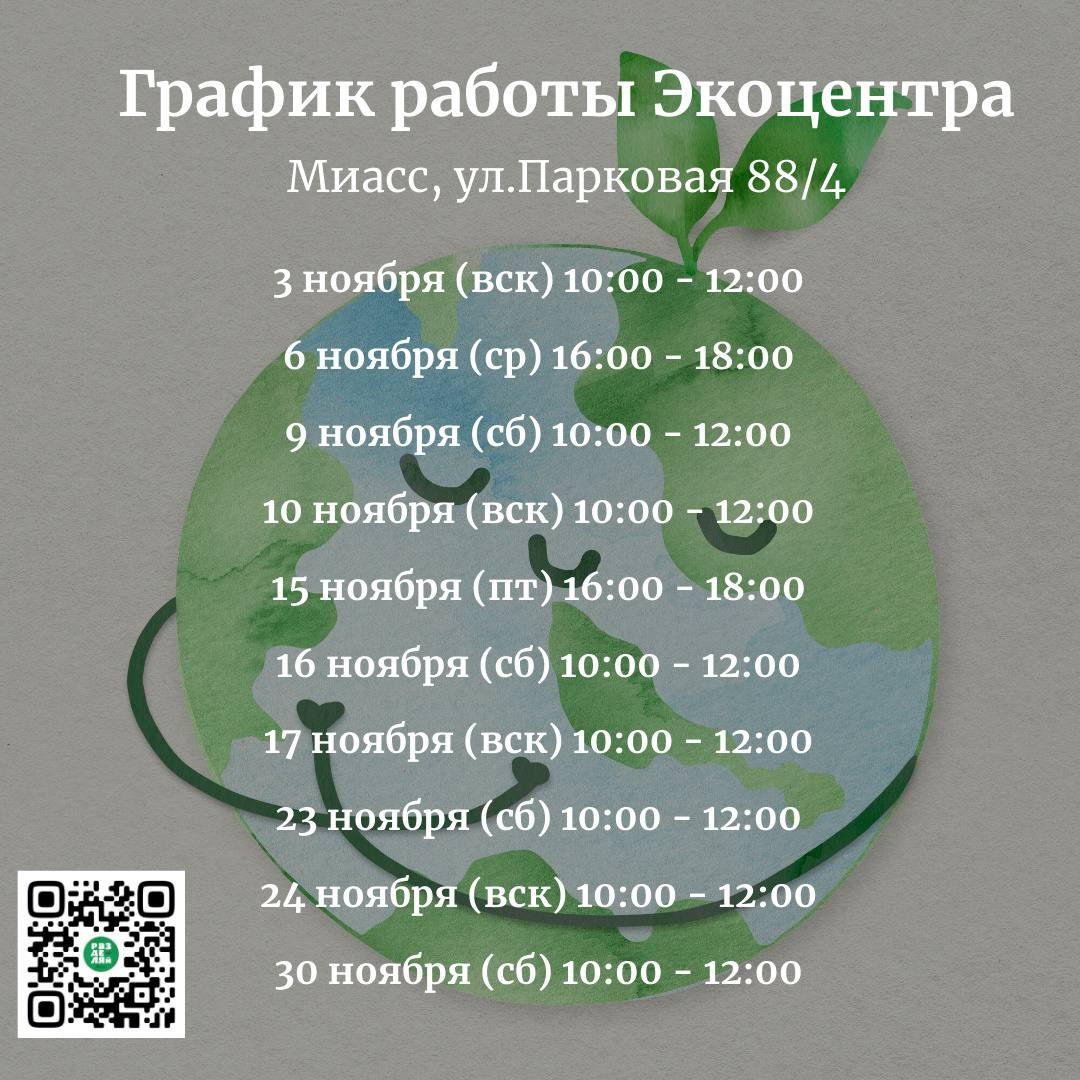 График работы Экоцентра
Миасс, ул.Парковая 88/4
3 ноября (вск) 10:00 - 12:00
6 ноября (ср) 16:00 - 18:00
9 ноября (сб) 10:00 - 12:00
10 ноября (вск) 10:00 - 12:00
15 ноября (пт) 16:00 - 18:00
16 ноября (сб) 10:00 - 12:00
17 ноября (вск) 10:00 - 12:00
23 ноября (сб) 10:00 - 12:00
24 ноября (вск) 10:00 - 12:00
30 ноября (сб) 10:00 - 12:00
РАЗ
ДЕ
ЛЯЙ